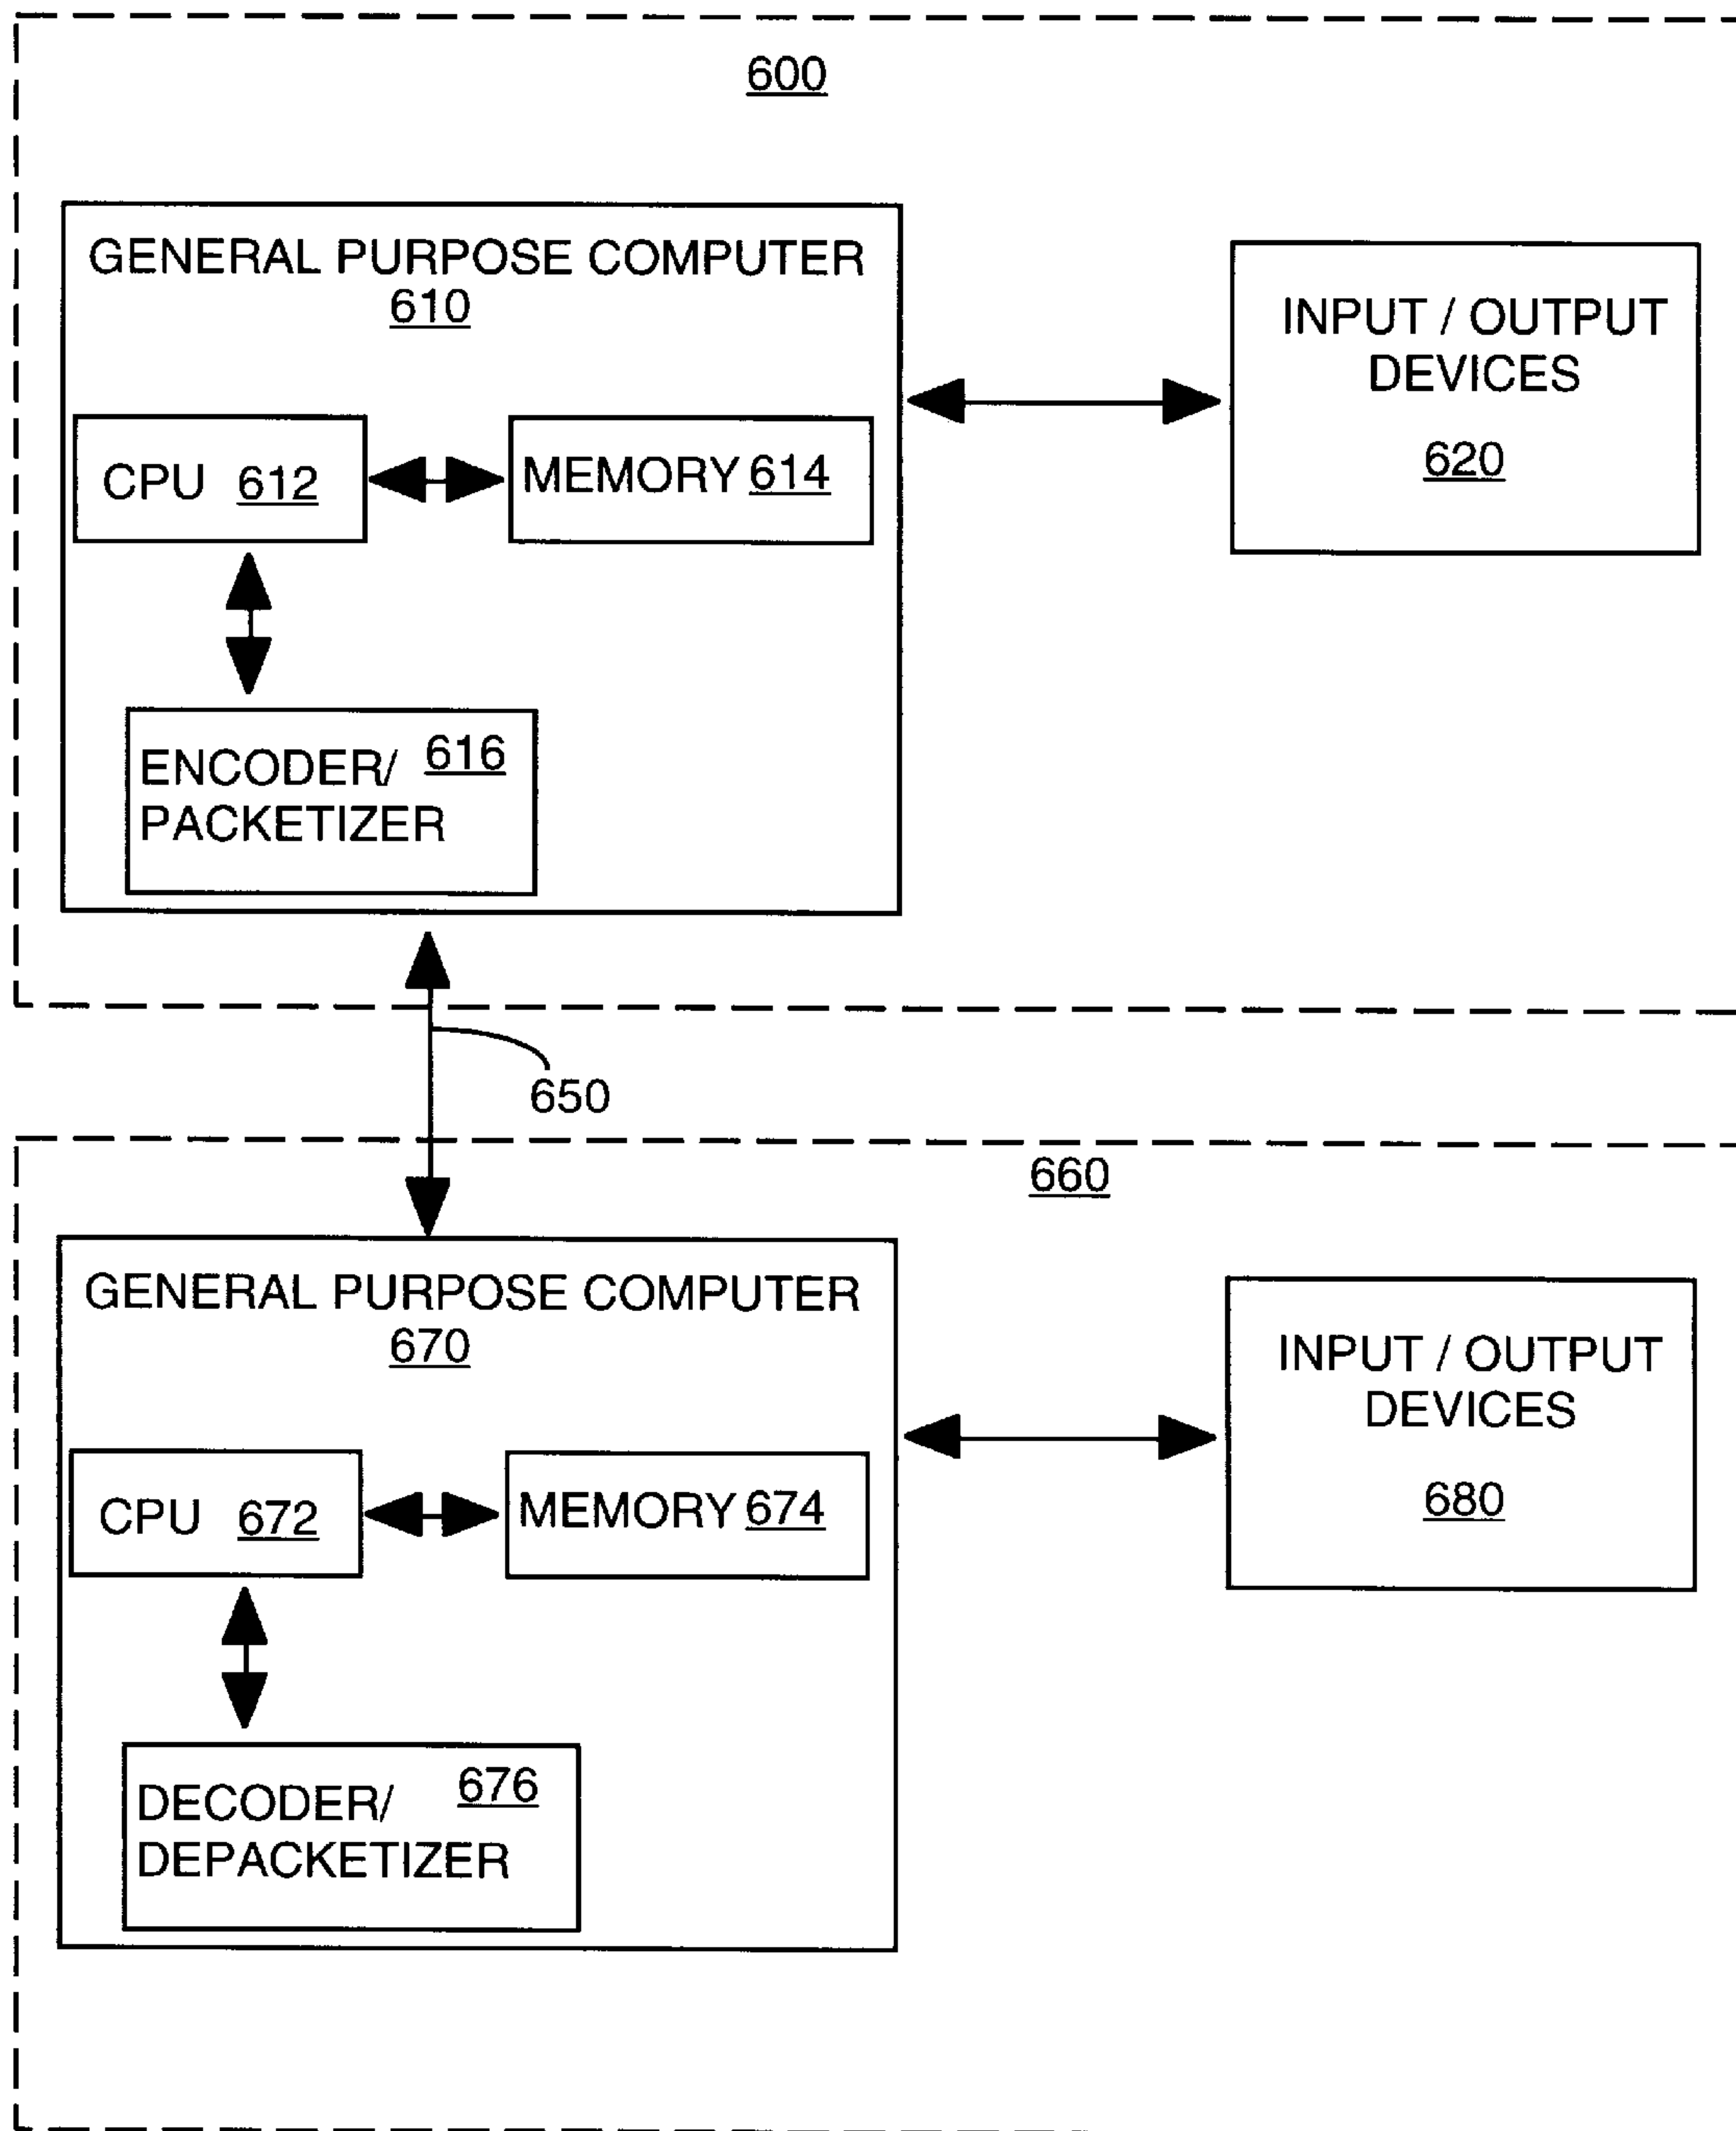 600
GENERAL PURPOSE COMPUTER
610
INPUT / OUTPUT
DEVICES
620
CPU 612
MEMORY 614
ENCODER/ 616
PACKETIZER
650
660
GENERAL PURPOSE COMPUTER
670
INPUT / OUTPUT
DEVICES
680
CPU 672
MEMORY 674
DECODER/ 676
DEPACKETIZER